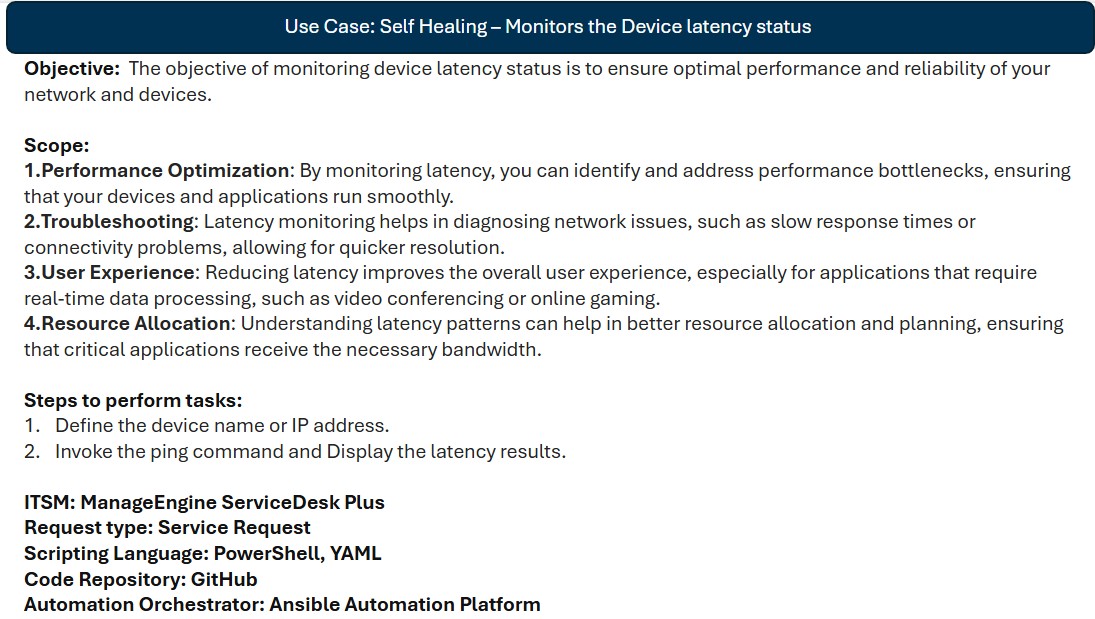 Use Case: Self Healing – Monitors the Device latency status
Objective:  The objective of monitoring device latency status is to ensure optimal performance and reliability of your
network and devices.
Scope:
1.Performance Optimization: By monitoring latency, you can identify and address performance bottlenecks, ensuring
that your devices and applications run smoothly.
2.Troubleshooting: Latency monitoring helps in diagnosing network issues, such as slow response times or
connectivity problems, allowing for quicker resolution.
3.User Experience: Reducing latency improves the overall user experience, especially for applications that require
real-time data processing, such as video conferencing or online gaming.
4.Resource Allocation: Understanding latency patterns can help in better resource allocation and planning, ensuring
that critical applications receive the necessary bandwidth.
Steps to perform tasks:
1.  Define the device name or IP address.
2.  Invoke the ping command and Display the latency results.
ITSM: ManageEngine ServiceDesk Plus
Request type: Service Request
Scripting Language: PowerShell, YAML
Code Repository: GitHub
Automation Orchestrator: Ansible Automation Platform